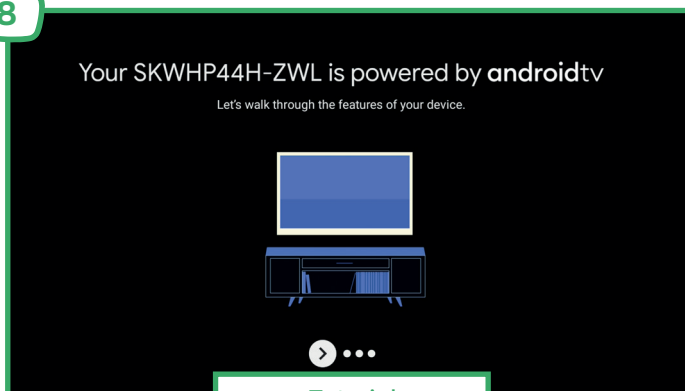 8
Your SKWHP44H-ZWL is powered by androidtv
Let's walk through the features of your device.